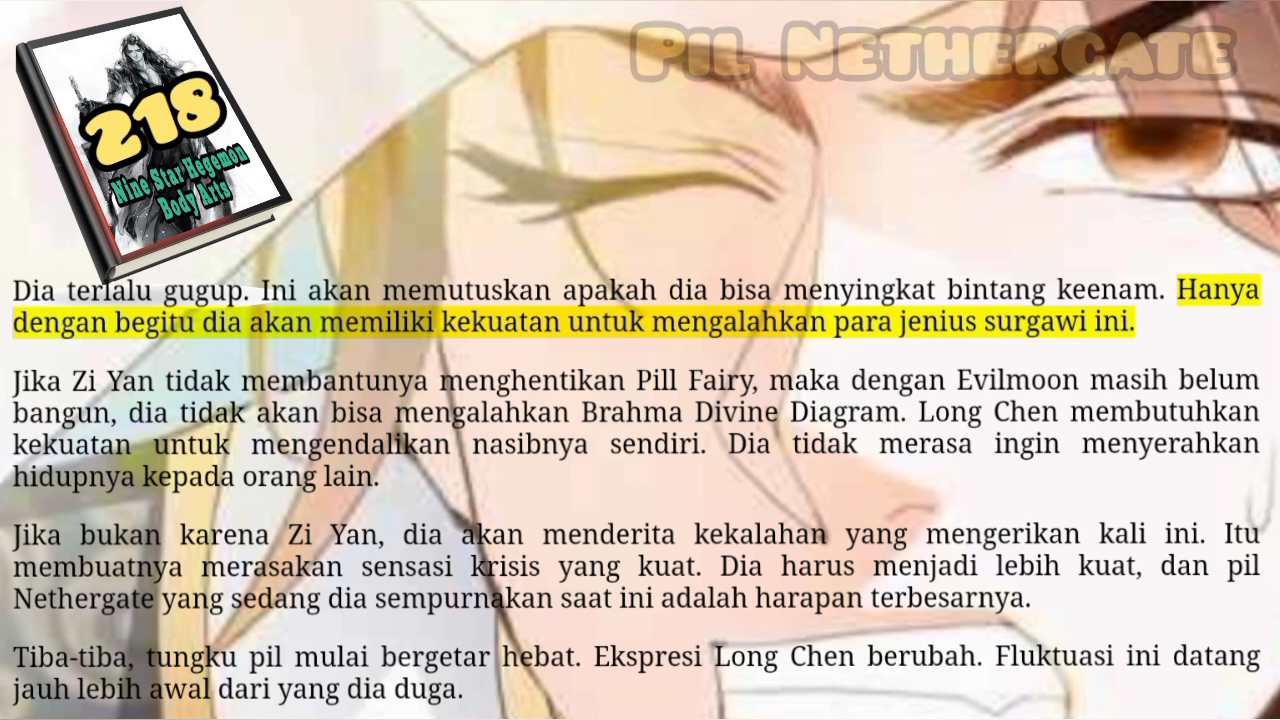 Pil Nethergate
218
Nine Star Hegemon
Body Arts
Dia terlalu gugup. Ini akan memutuskan apakah dia bisa menyingkat bintang keenam. Hanya
dengan begitu dia akan memiliki kekuatan untuk mengalahkan para jenius surgawi ini.
Jika Zi Yan tidak membantunya menghentikan Pill Fairy, maka dengan Evilmoon masih belum
bangun, dia tidak akan bisa mengalahkan Brahma Divine Diagram. Long Chen membutuhkan
kekuatan untuk mengendalikan nasibnya sendiri. Dia tidak merasa ingin menyerahkan
hidupnya kepada orang lain.
Jika bukan karena Zi Yan, dia akan menderita kekalahan yang mengerikan kali ini. Itu
membuatnya merasakan sensasi krisis yang kuat. Dia harus menjadi lebih kuat, dan pil
Nethergate yang sedang dia sempurnakan saat ini adalah harapan terbesarnya.
Tiba-tiba, tungku pil mulai bergetar hebat. Ekspresi Long Chen berubah. Fluktuasi ini datang
jauh lebih awal dari yang dia duga.